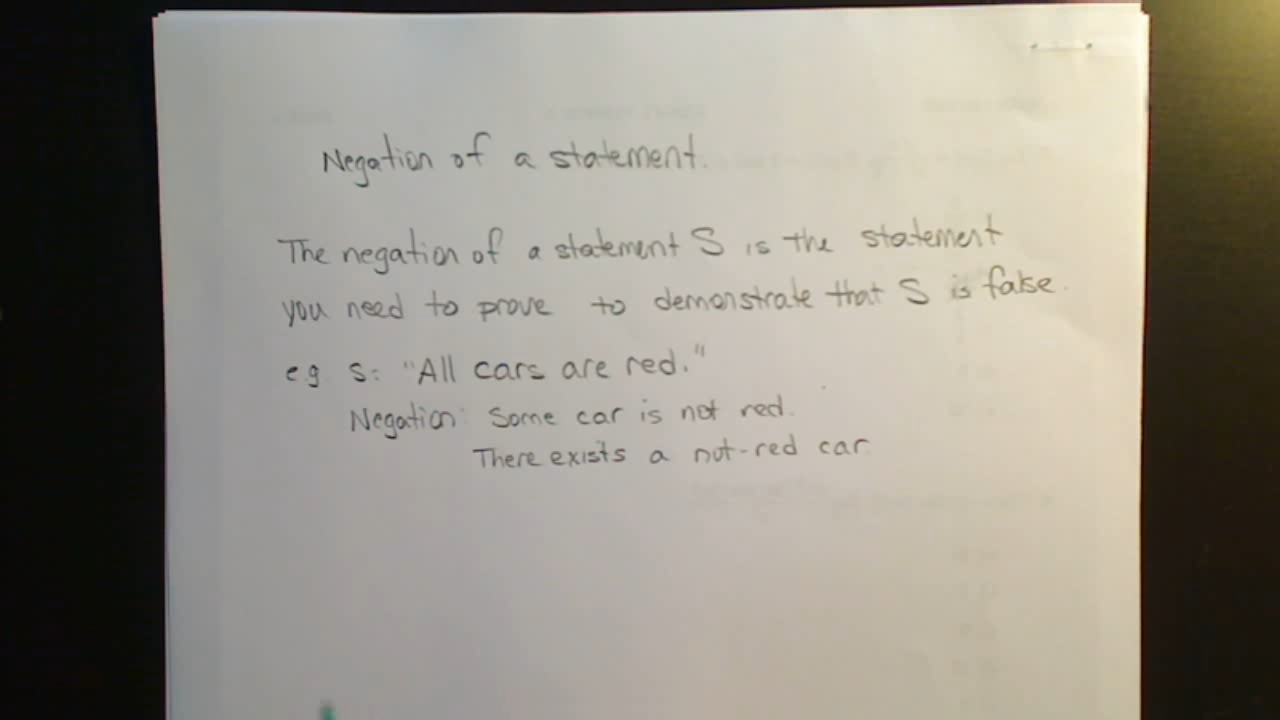 Negation of a statement.
The negation of a statement S is the statement
you need to prove to demonstrate that S is false.
e.g. S: "All cars are red."
Negation: Some car is not red.
There exists a not-red car.